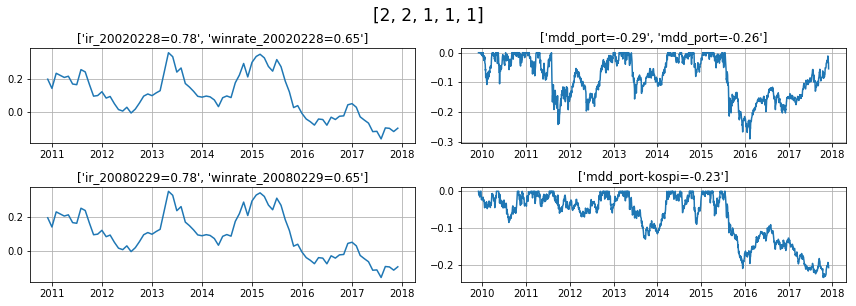 [2, 2, 1, 1, 1]
['ir_20020228=0.78', 'winrate_20020228=0.65']
0.2
0.0
2011 2012 2013 2014 2015 2016 2017 2018
['mdd_port=-0.29', 'mdd_port=-0.26']
0.0
−0.1
−0.2
−0.3
2010 2011 2012 2013 2014 2015 2016 2017 2018
['ir_20080229=0.78', 'winrate_20080229=0.65']
0.2
0.0
2011 2012 2013 2014 2015 2016 2017 2018
['mdd_port-kospi=-0.23']
0.0
−0.1
−0.2
2010 2011 2012 2013 2014 2015 2016 2017 2018